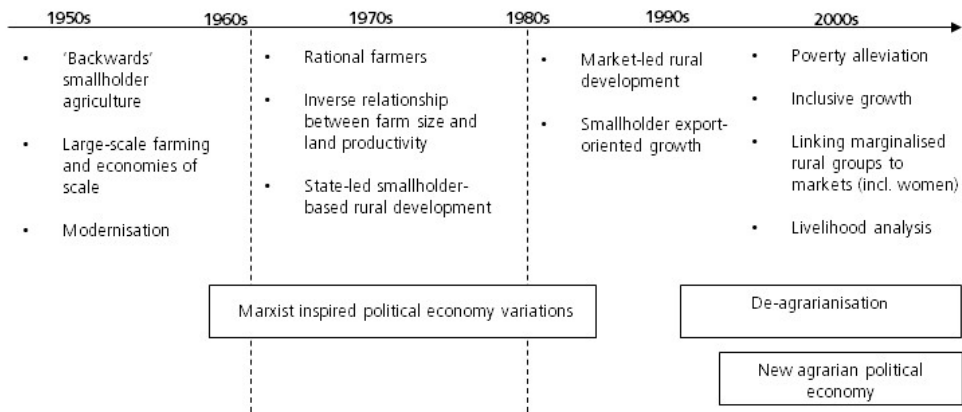 1950s 1960s 1970s 1980s 1990s 2000s
• 'Backwards'
smallholder
agriculture
• Large-scale farming
and economies of
scale
• Modernisation
• Rational farmers
• Inverse relationship
between farm size and
land productivity
• State-led smallholder-
based rural development
• Market-led rural
development
• Smallholder export-
oriented growth
• Poverty alleviation
• Inclusive growth
• Linking marginalised
rural groups to
markets (incl. women)
• Livelihood analysis
Marxist inspired political economy variations
De-agrarianisation
New agrarian political
economy